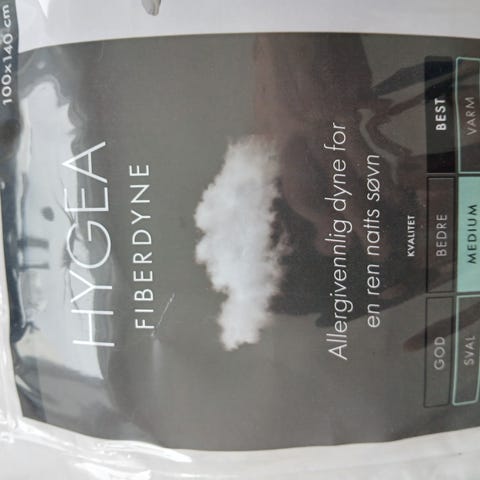 100x140 cm
HYGEA
FIBERDYNE
Allergivennlig dyne for
en ren natts søvn
KVALITET
GOD BEDRE BEST
SVAL MEDIUM VARM